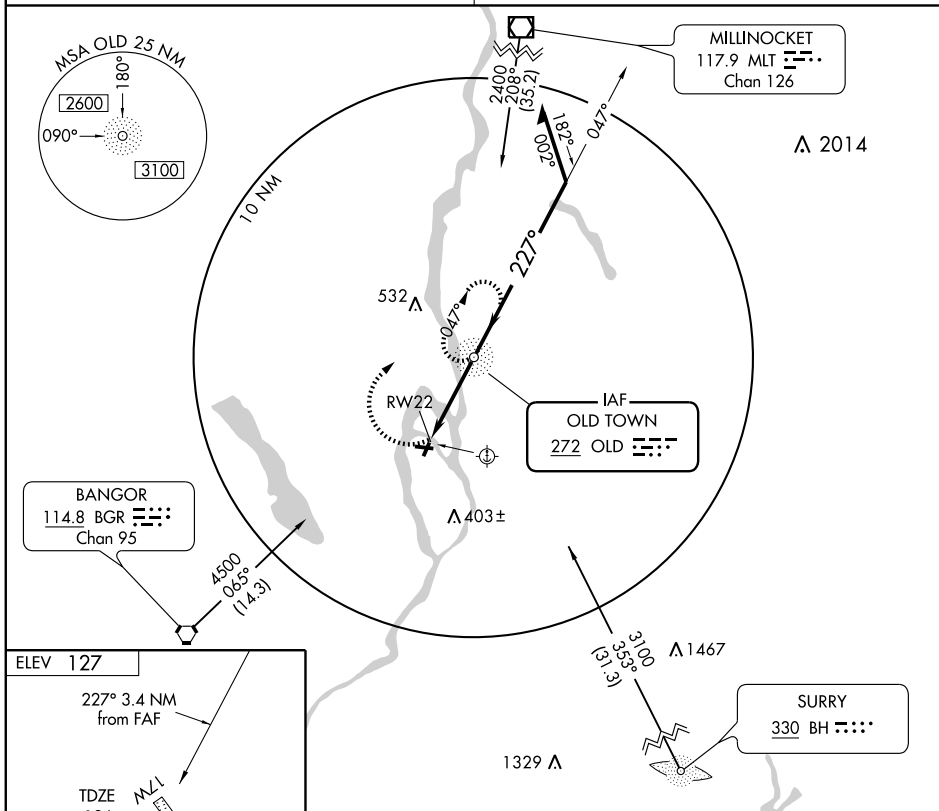 MSA OLD 25 NM
180°
2600
090°
3100
MILLINOCKET
117.9 MLT
Chan 126
2400
208°
(35.2)
182°
002°
047°
2014
10 NM
227°
532
047°
RW22
IAF
OLD TOWN
272 OLD
BANGOR
114.8 BGR
Chan 95
403±
4500
065°
(14.3)
3100
353°
(31.3)
1467
ELEV 127
227° 3.4 NM
from FAF
SURRY
330 BH
1329
TDZE